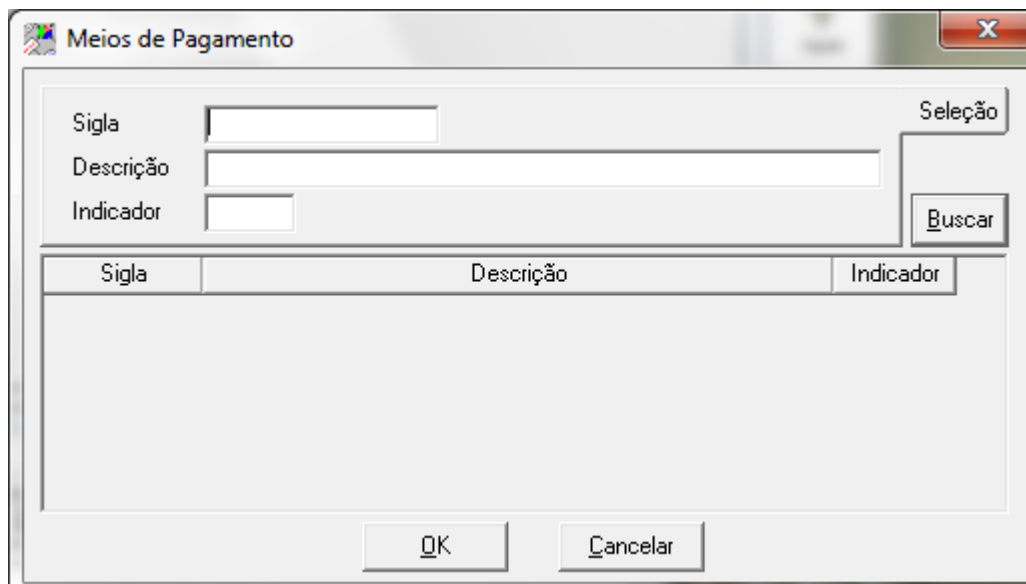 Meios de Pagamento
Seleção
Sigla
Descrição
Indicador
Buscar
Sigla Descrição Indicador
OK Cancelar